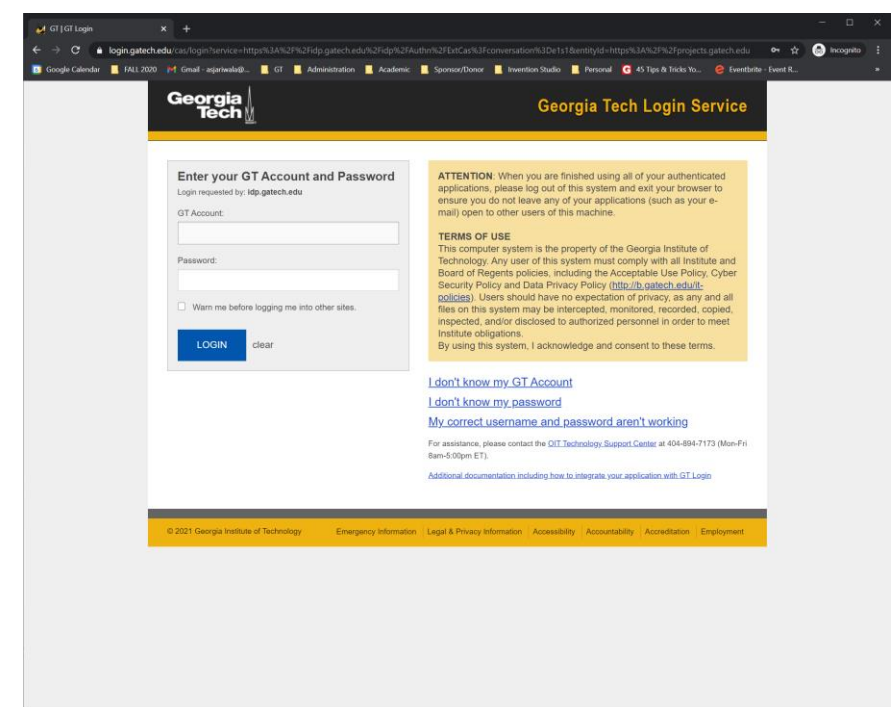 GT | GT Login
login.gatech.edu/cas/login?service=https%3A%2F%2Fidp.gatech.edu%2Fidp%2FAuthn%2FExtCas%3Fconversation%3De1s1&entityId=https%3A%2F%2Fprojects.gatech.edu
Incognito
Google Calendar FALL 2020 Gmail - asjariwala@... GT Administration Academic Sponsor/Donor Invention Studio Personal 45 Tips & Tricks Yo... Eventbrite - Event R...
Georgia
Tech
Georgia Tech Login Service
Enter your GT Account and Password
Login requested by: idp.gatech.edu
GT Account:
Password:
Warn me before logging me into other sites.
LOGIN clear
ATTENTION: When you are finished using all of your authenticated
applications, please log out of this system and exit your browser to
ensure you do not leave any of your applications (such as your e-
mail) open to other users of this machine.
TERMS OF USE
This computer system is the property of the Georgia Institute of
Technology. Any user of this system must comply with all Institute and
Board of Regents policies, including the Acceptable Use Policy, Cyber
Security Policy and Data Privacy Policy (http://b.gatech.edu/it-
policies). Users should have no expectation of privacy, as any and all
files on this system may be intercepted, monitored, recorded, copied,
inspected, and/or disclosed to authorized personnel in order to meet
Institute obligations.
By using this system, I acknowledge and consent to these terms.
I don't know my GT Account
I don't know my password
My correct username and password aren't working
For assistance, please contact the OIT Technology Support Center at 404-894-7173 (Mon-Fri
8am-5:00pm ET).
Additional documentation including how to integrate your application with GT Login
© 2021 Georgia Institute of Technology Emergency Information Legal & Privacy Information Accessibility Accountability Accreditation Employment